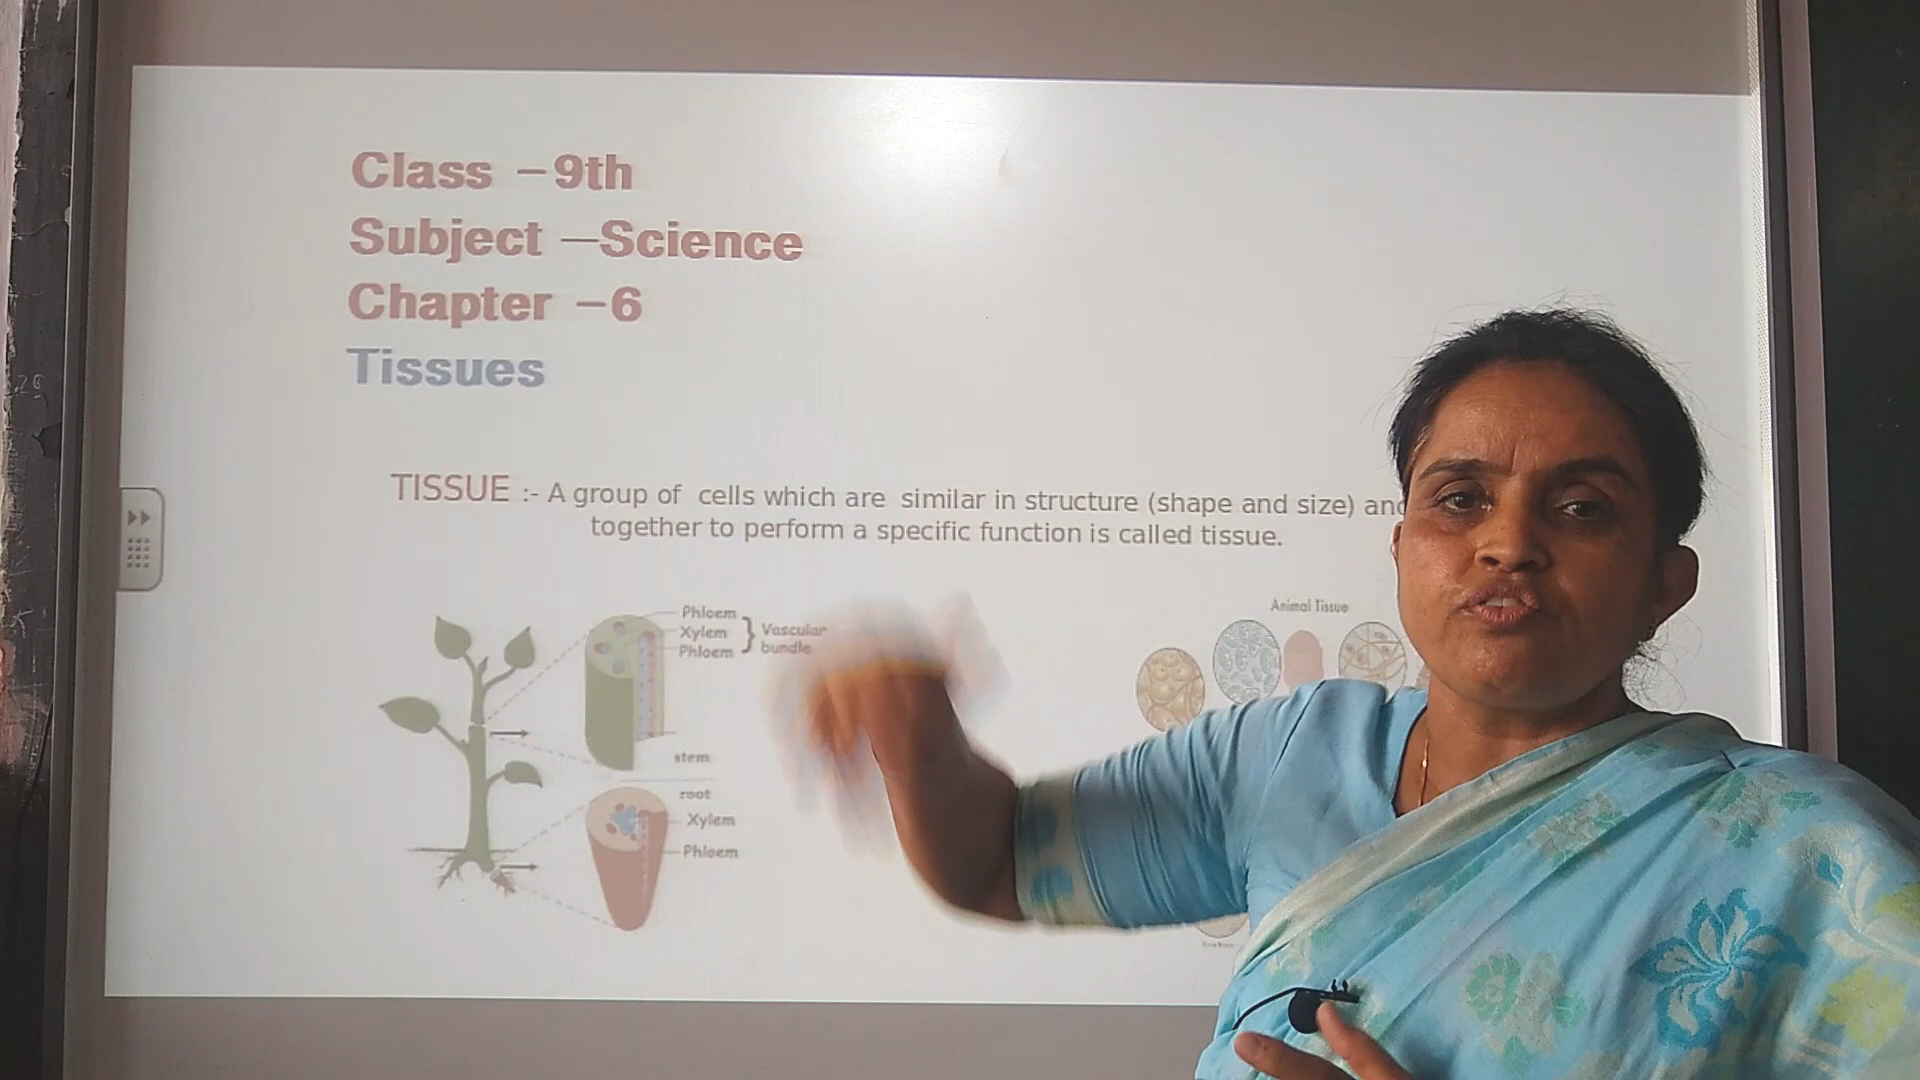 Class -9th
Subject -Science
Chapter -6
Tissues
TISSUE :- A group of cells which are similar in structure (shape and size) and
together to perform a specific function is called tissue.
Phloem
Xylem
Phloem
Vascular
bundle
stem
root
Xylem
Phloem
Animal Tissue